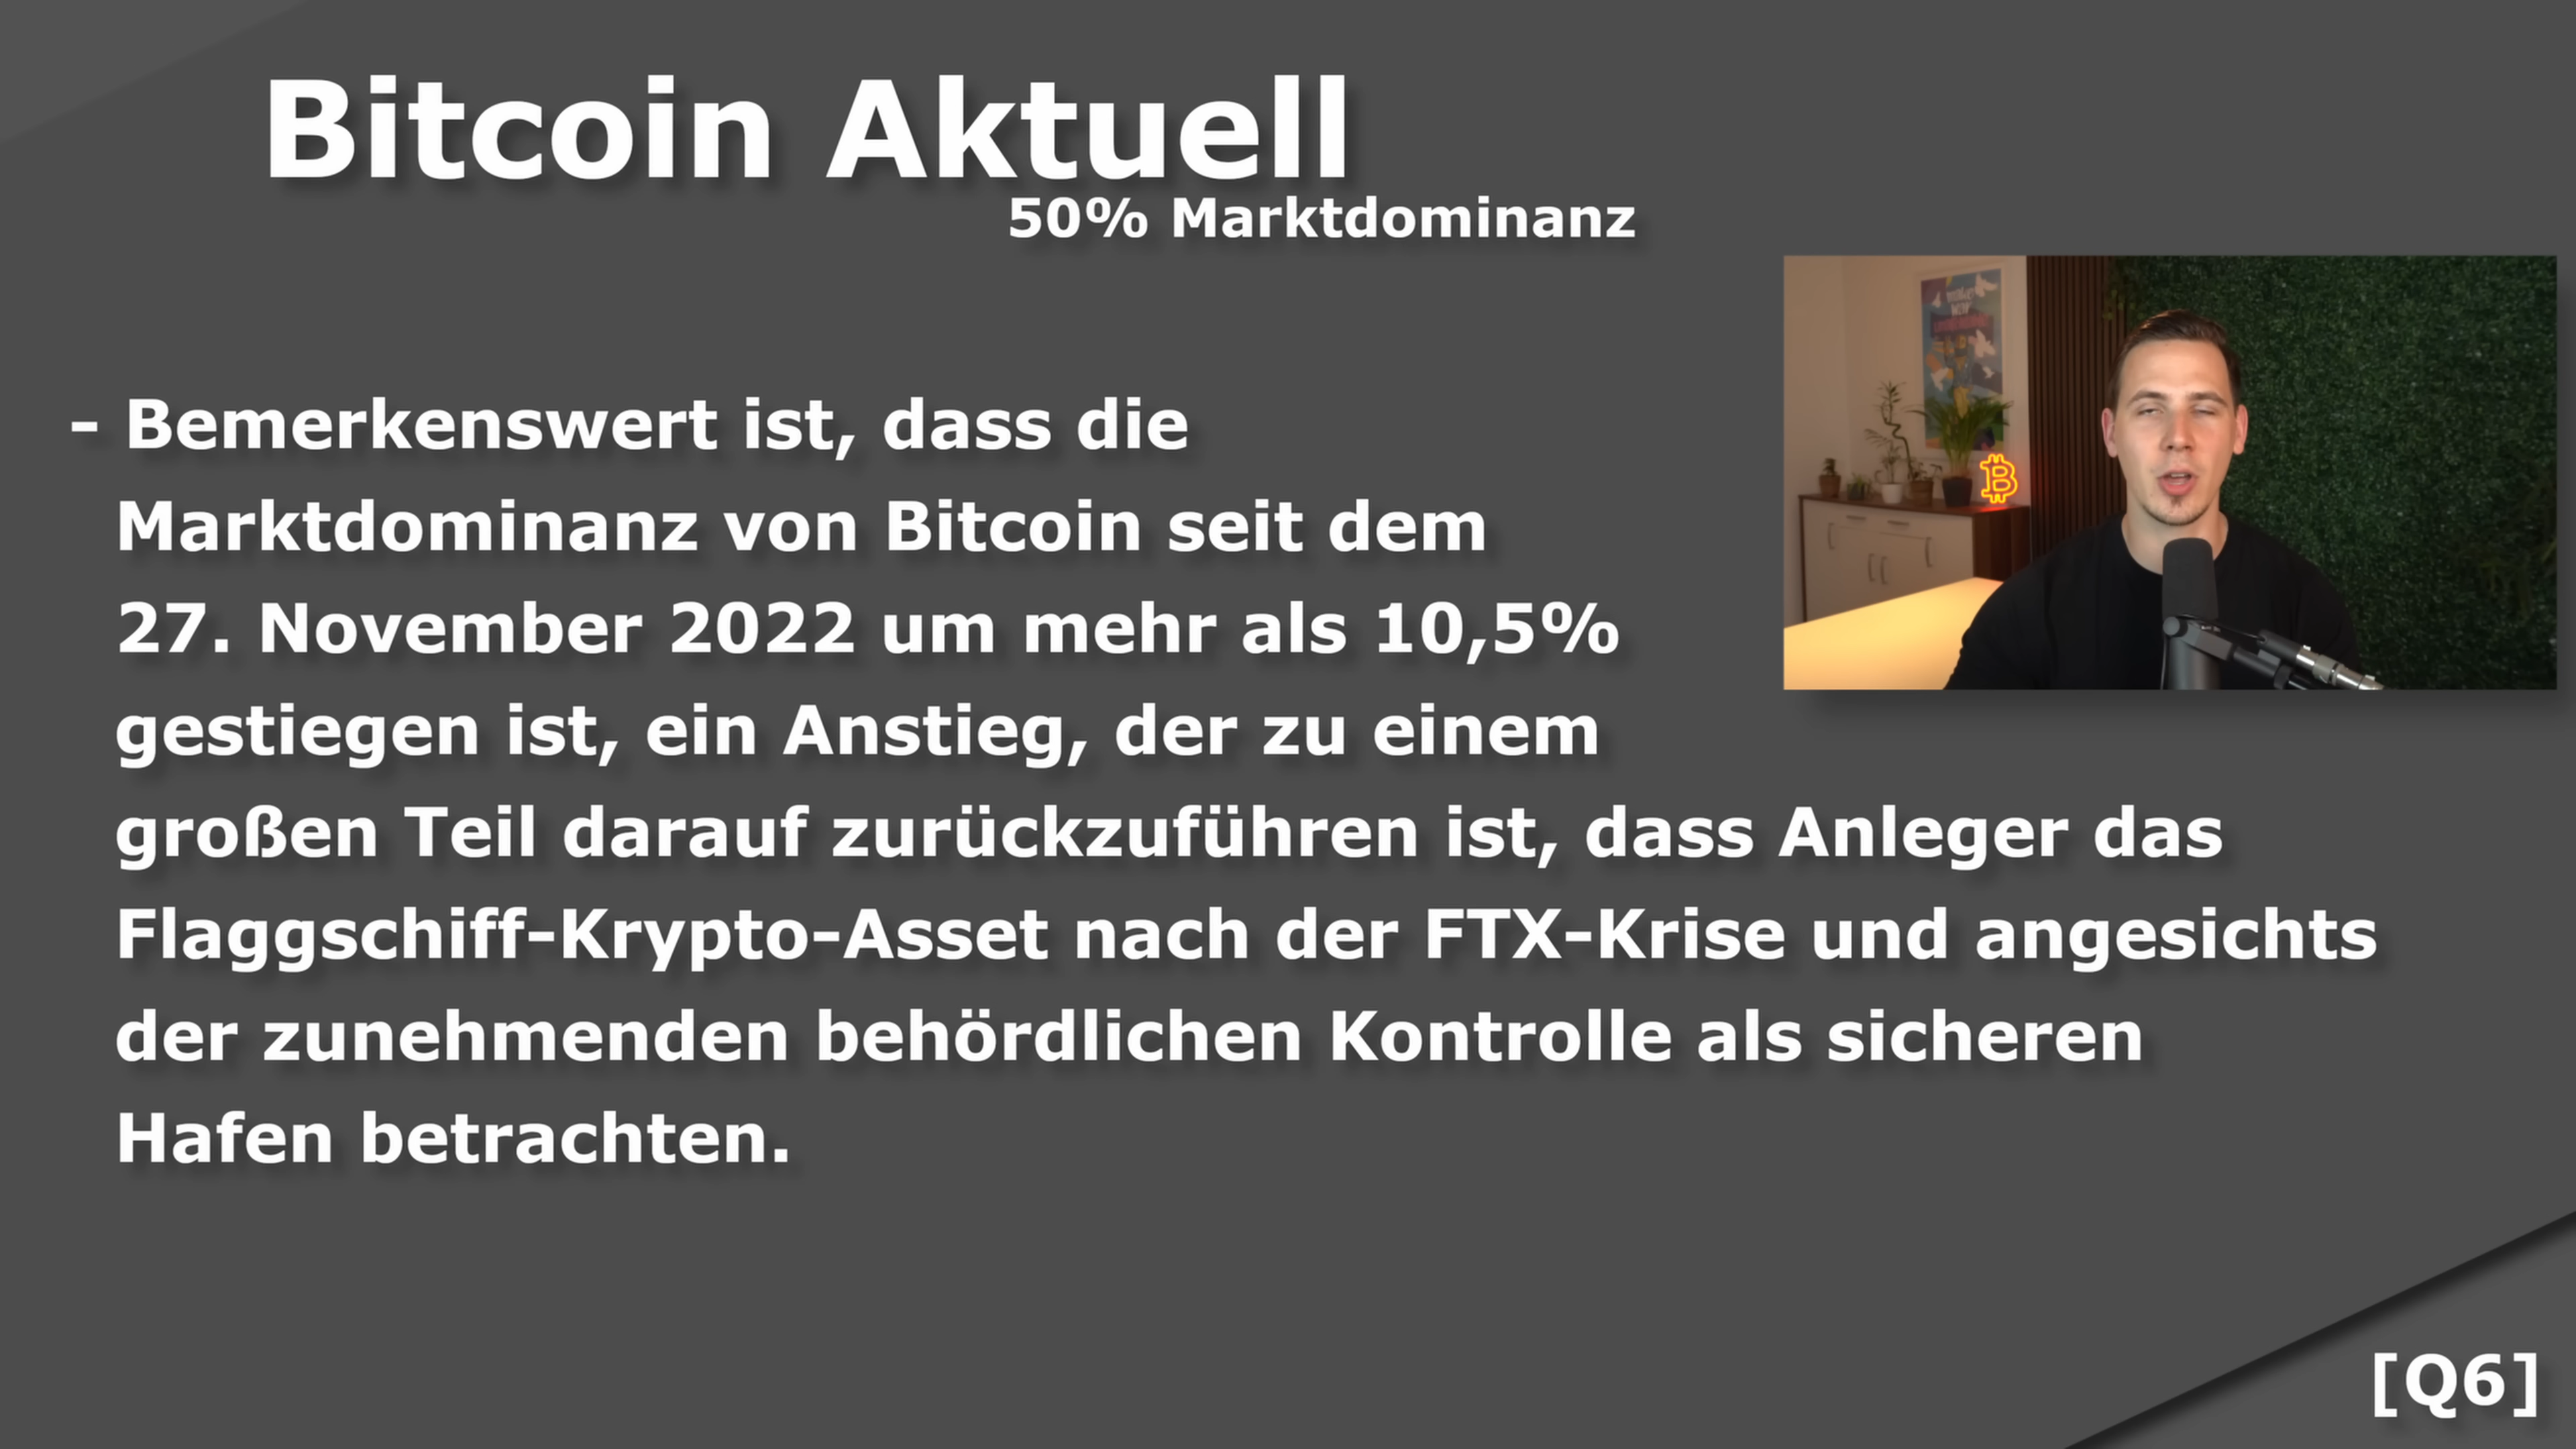 Bitcoin Aktuell
50% Marktdominanz
- Bemerkenswert ist, dass die
Marktdominanz von Bitcoin seit dem
27. November 2022 um mehr als 10,5%
gestiegen ist, ein Anstieg, der zu einem
großen Teil darauf zurückzuführen ist, dass Anleger das
Flaggschiff-Krypto-Asset nach der FTX-Krise und angesichts
der zunehmenden behördlichen Kontrolle als sicheren
Hafen betrachten.
[Q6]